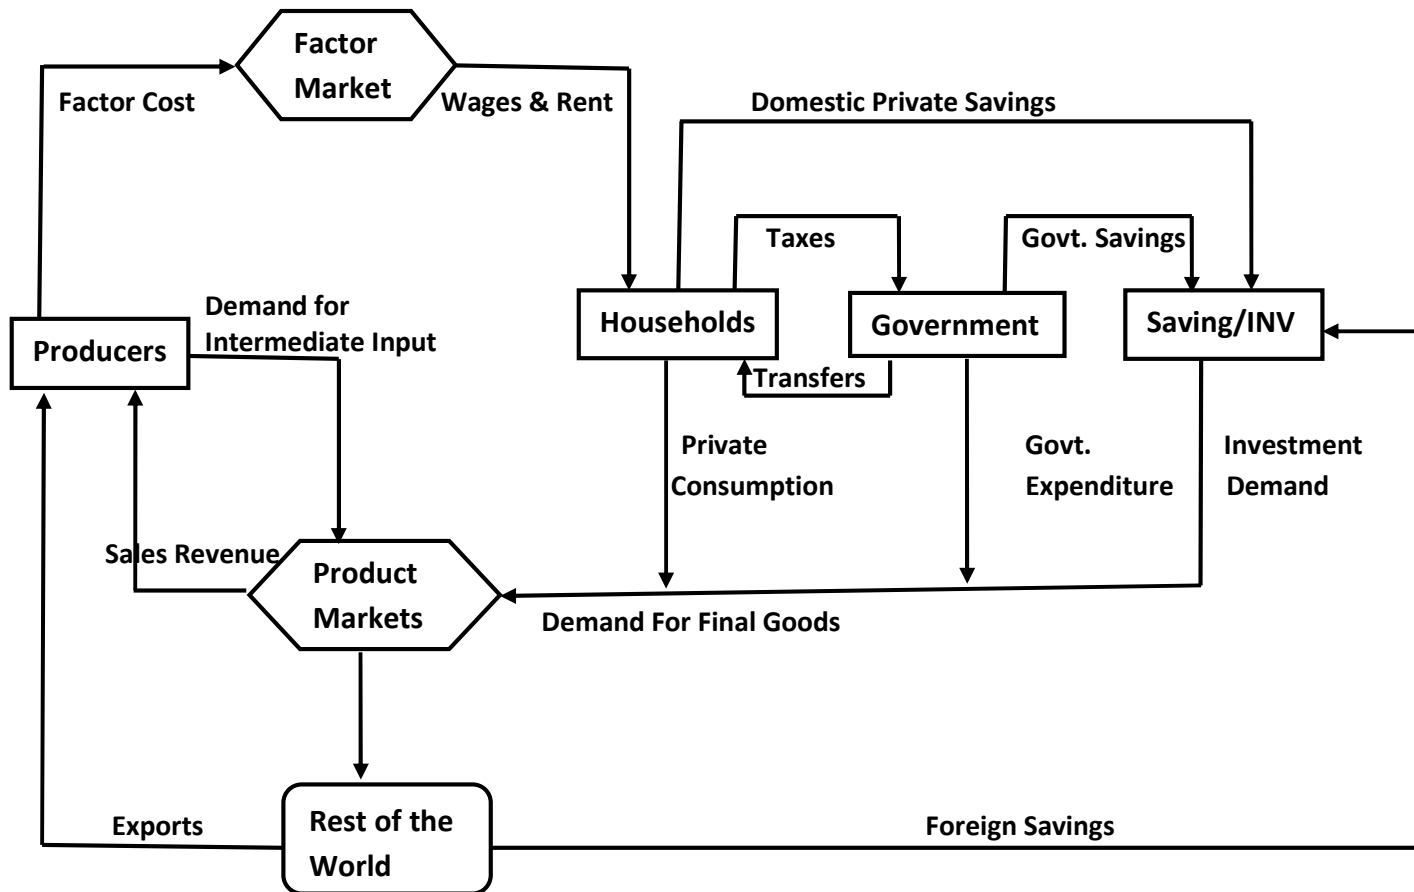 Factor
Market
Factor Cost
Wages & Rent
Domestic Private Savings
Taxes
Govt. Savings
Demand for
Intermediate Input
Producers
Households
Government
Saving/INV
Transfers
Private
Consumption
Govt.
Expenditure
Investment
Demand
Sales Revenue
Product
Markets
Demand For Final Goods
Exports
Rest of the
World
Foreign Savings